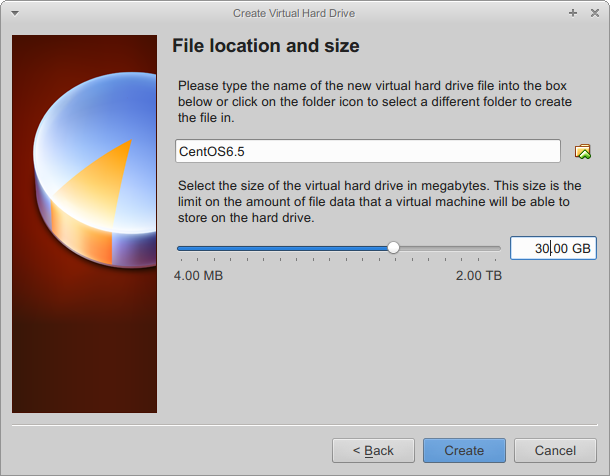 Create Virtual Hard Drive
File location and size
Please type the name of the new virtual hard drive file into the box
below or click on the folder icon to select a different folder to create
the file in.
CentOS6.5
Select the size of the virtual hard drive in megabytes. This size is the
limit on the amount of file data that a virtual machine will be able to
store on the hard drive.
30.00 GB
4.00 MB 2.00 TB
< Back Create Cancel